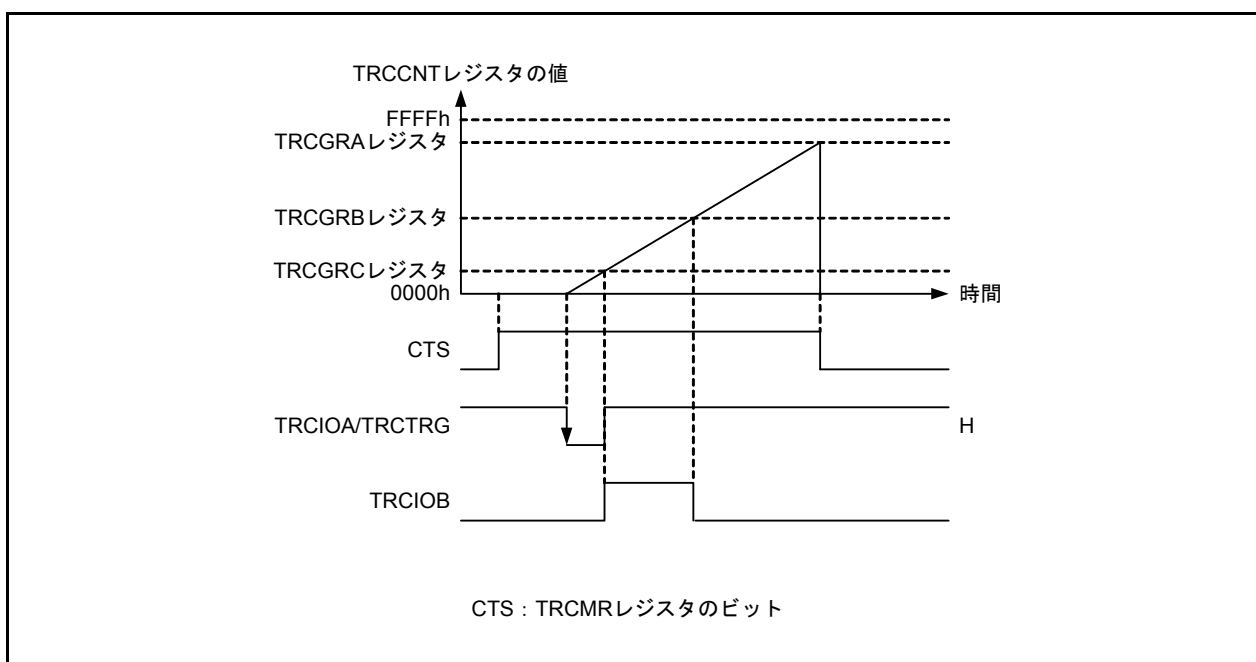 TRCCNTレジスタの値
FFFFh
TRCGRAレジスタ
TRCGRBレジスタ
TRCGRCレジスタ
0000h
時間
CTS
TRCIOA/TRCTRG
H
TRCIOB
CTS：TRCMRレジスタのビット